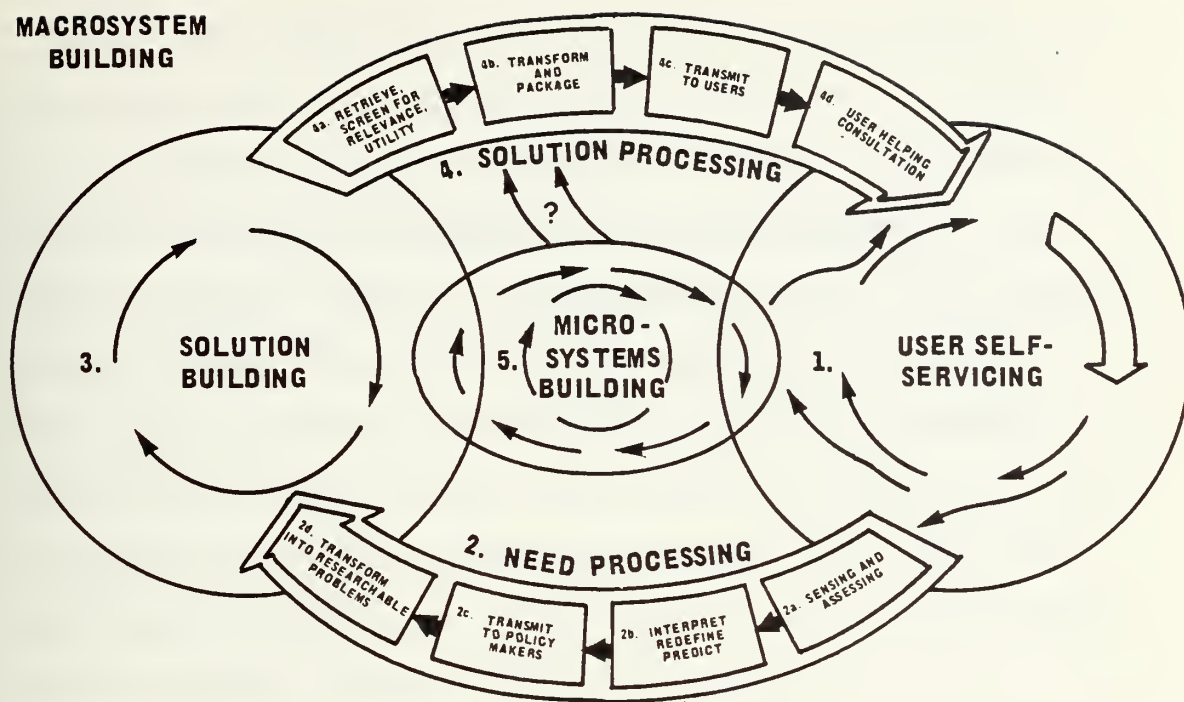 MACROSYSTEM
BUILDING
4a. RETRIEVE,
SCREEN FOR
RELEVANCE,
UTILITY
4b. TRANSFORM
AND
PACKAGE
4c. TRANSMIT
TO USERS
4d. USER HELPING
CONSULTATION
4. SOLUTION PROCESSING
?
3.
SOLUTION
BUILDING
5.
MICRO-
SYSTEMS
BUILDING
1.
USER SELF-
SERVICING
2. NEED PROCESSING
2d. TRANSFORM
INTO RESEARCHABLE
PROBLEMS
2c. TRANSMIT
TO POLICY
MAKERS
2b. INTERPRET
REDEFINE
PREDICT
2a. SENSING AND
ASSESSING